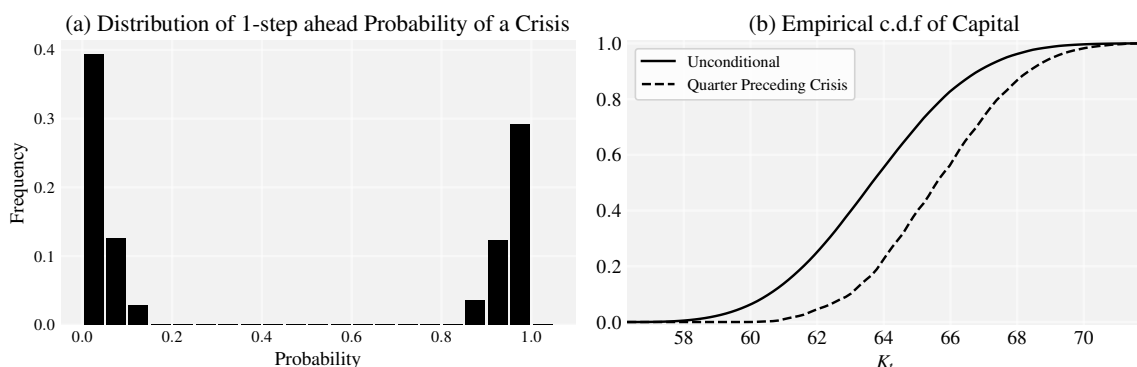 (a) Distribution of 1-step ahead Probability of a Crisis
0.4
0.3
0.2
0.1
0.0
Frequency
0.0 0.2 0.4 0.6 0.8 1.0
Probability
(b) Empirical c.d.f of Capital
Unconditional
Quarter Preceding Crisis
1.0
0.8
0.6
0.4
0.2
0.0
58 60 62 64 66 68 70
K_t